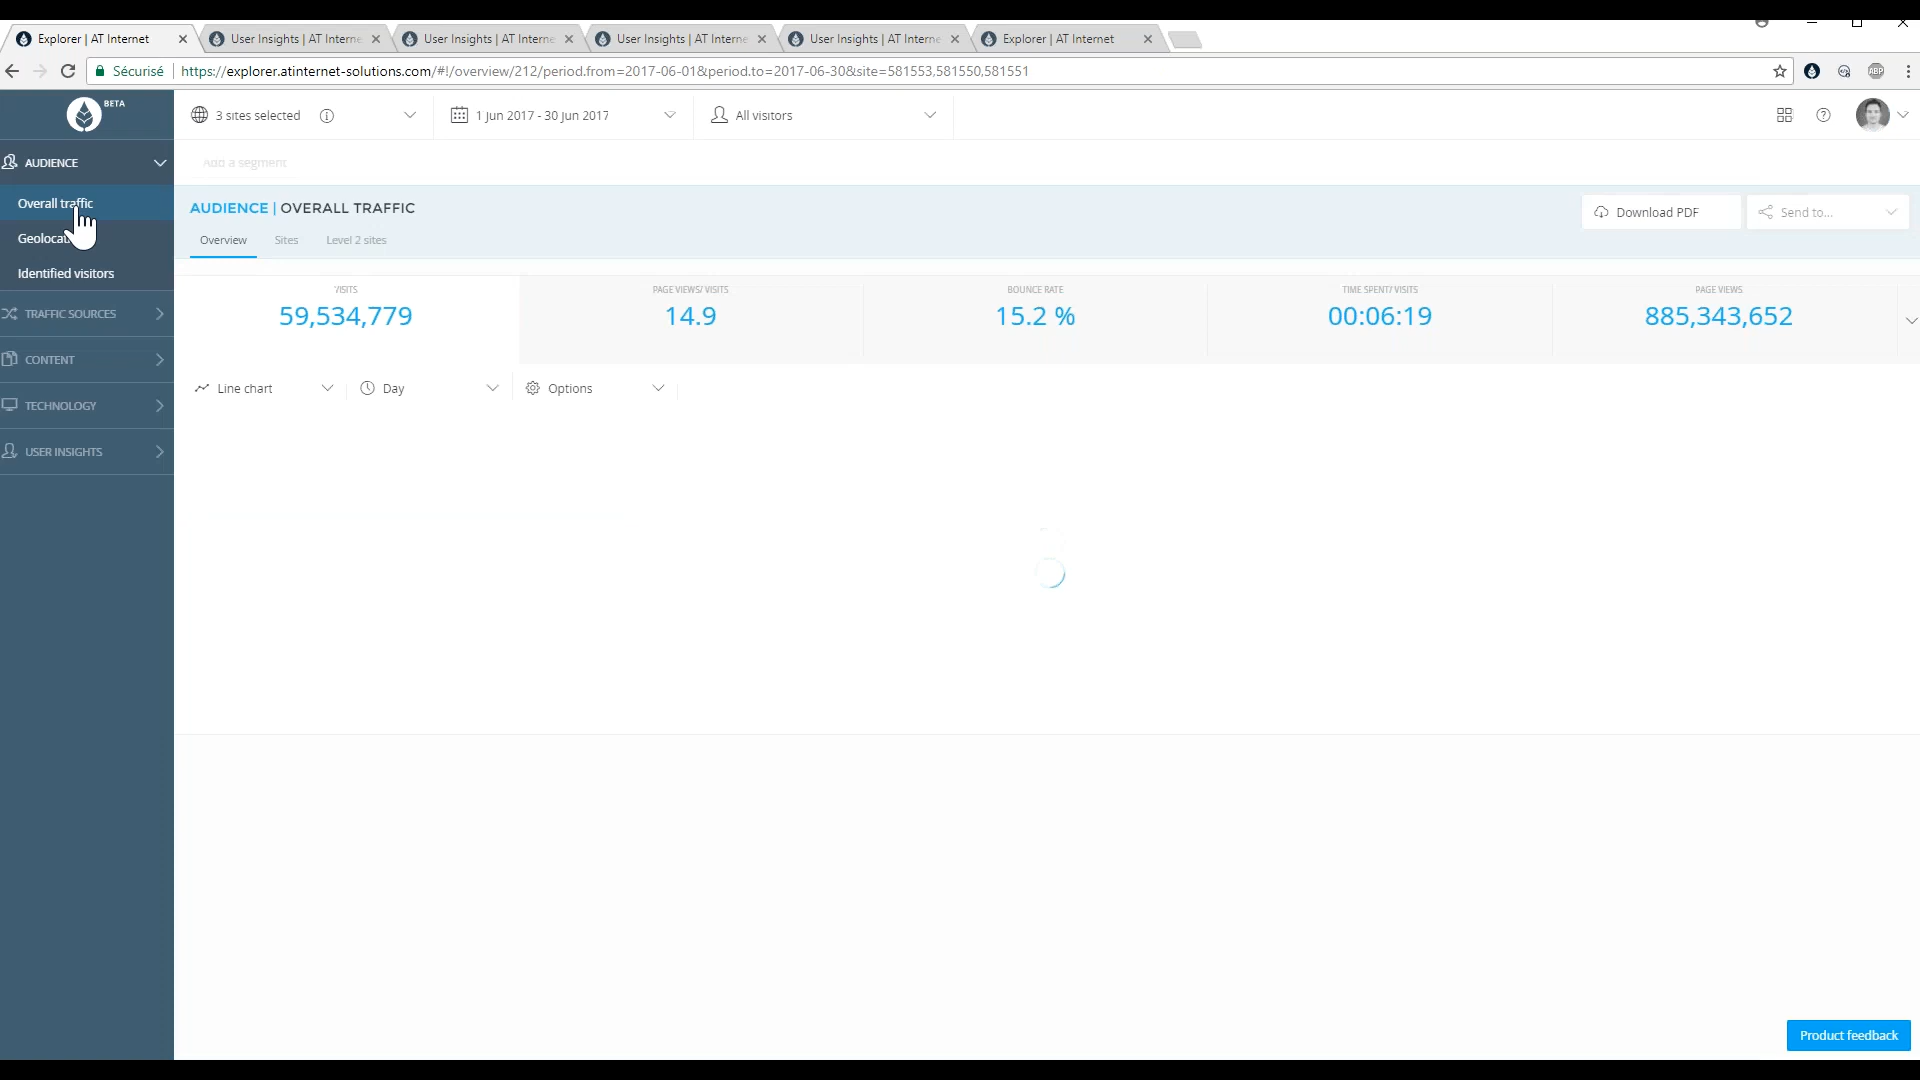 Explorer | AT Internet
User Insights | AT Interne
User Insights | AT Interne
User Insights | AT Interne
User Insights | AT Interne
Explorer | AT Internet
Sécurisé
https://explorer.atinternet-solutions.com/#!/overview/212/period.from=2017-06-01&period.to=2017-06-30&site=581553,581550,581551
ABP
BETA
3 sites selected
1 Jun 2017 - 30 Jun 2017
All visitors
AUDIENCE
Add a segment
Overall traffic
AUDIENCE | OVERALL TRAFFIC
Download PDF
Send to...
Geolocat
Overview
Sites
Level 2 sites
Identified visitors
VISITS
PAGE VIEWS/ VISITS
BOUNCE RATE
TIME SPENT/ VISITS
PAGE VIEWS
59,534,779
14.9
15.2 %
00:06:19
885,343,652
TRAFFIC SOURCES
CONTENT
Line chart
Day
Options
TECHNOLOGY
USER INSIGHTS
Product feedback